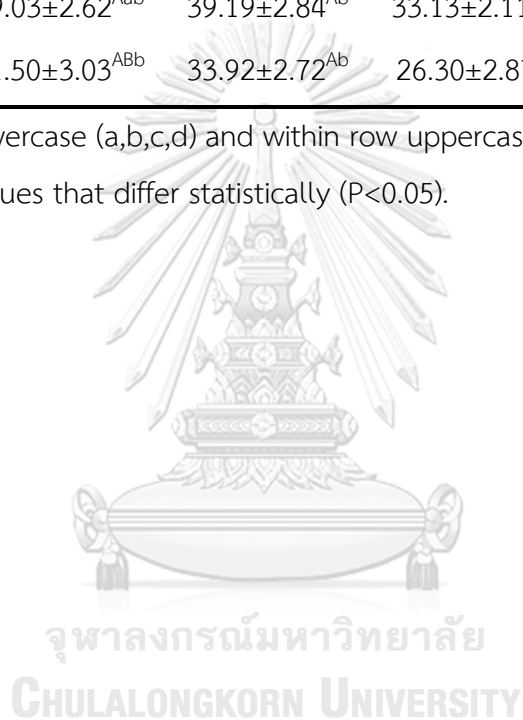 9.03±2.62ᴬᵃᵇ 39.19±2.84ᴬᵇ 33.13±2.11
.50±3.03ᴬᴮᵇ 33.92±2.72ᴬᵇ 26.30±2.87
vercase (a,b,c,d) and within row uppercas
ues that differ statistically (P<0.05).
จุฬาลงกรณ์มหาวิทยาลัย
CHULALONGKORN UNIVERSITY